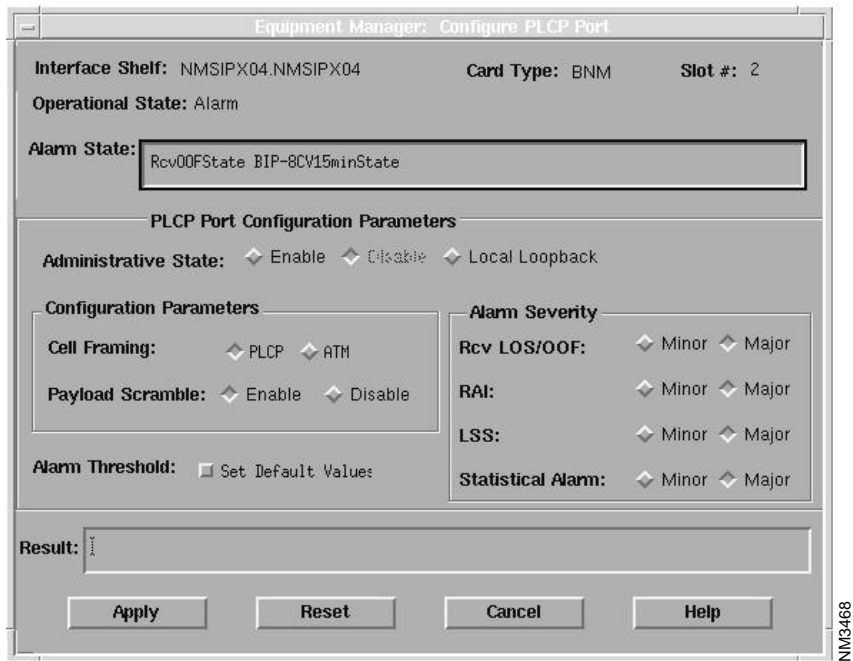 Equipment Manager: Configure PLCP Port
Interface Shelf: NMSIPX04.NMSIPX04 Card Type: BNM Slot #: 2
Operational State: Alarm
Alarm State: RcvOOFState BIP-8CV15minState
PLCP Port Configuration Parameters
Administrative State: Enable Disable Local Loopback
Configuration Parameters
Cell Framing: PLCP ATM
Payload Scramble: Enable Disable
Alarm Severity
Rcv LOS/OOF: Minor Major
RAI: Minor Major
LSS: Minor Major
Statistical Alarm: Minor Major
Alarm Threshold: Set Default Values
Result:
Apply Reset Cancel Help
NM3468